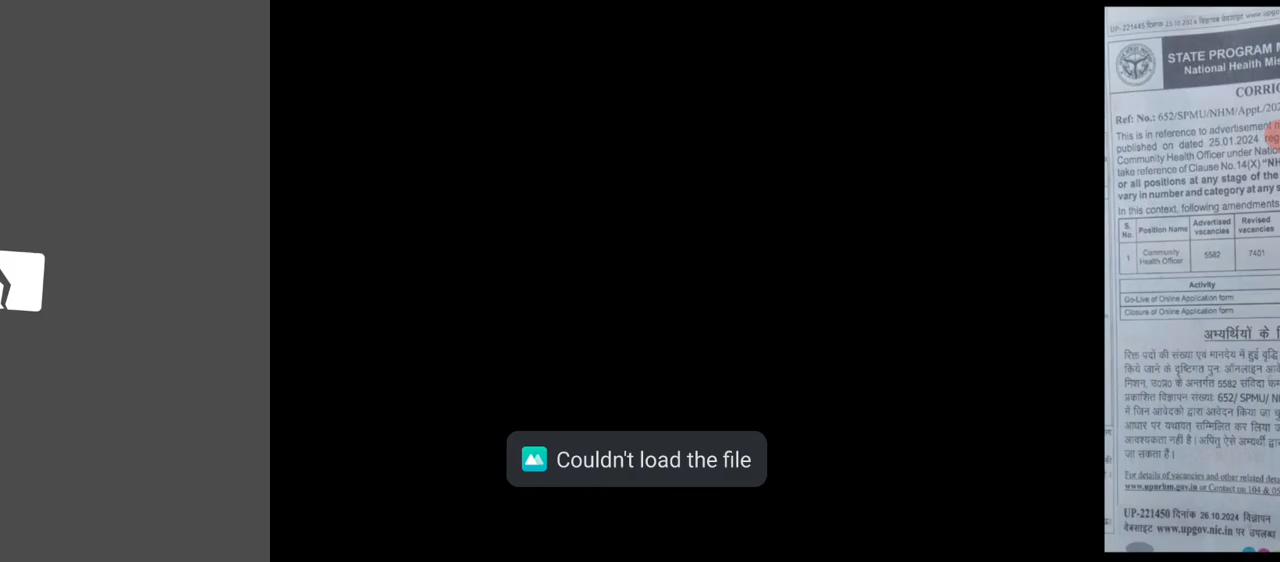 Couldn't load the file
UP-221445 दिनांक 25.10.2024 विज्ञापन वेबसाइट www.upgo
STATE PROGRAM M
National Health Mis
CORRIG
Ref: No.: 652/SPMU/NHM/Appt./202
This is in reference to advertisement n
published on dated 25.01.2024 reg
Community Health Officer under Natio
take reference of Clause No. 14(X) "NH
or all positions at any stage of the
vary in number and category at any s
In this context, following amendments
S. No. Position Name Advertised vacancies Revised vacancies
1 Community Health Officer 5582 7401
Activity
Go-Live of Online Application form
Closure of Online Application form
अभ्यर्थियों के
रिक्त पदों की संख्या एवं मानदेय में हुई वृद्धि
किये जाने के दृष्टिगत पुनः ऑनलाइन आवे
मिशन, उ०प्र० के अन्तर्गत 5582 संविदा कम
प्रकाशित विज्ञापन संख्याः 652/ SPMU/ N
में जिन आवेदको द्वारा आवेदन किया जा चु
आधार पर यथावत् सम्मिलित कर लिया ज
आवश्यकता नहीं है। अपितु ऐसे अभ्यर्थी द्वा
जा सकता हैं।
For details of vacancies and other related deta
www.upnrhm.gov.in or Contact on 104 & 05
UP-221450 दिनांक 26.10.2024 विज्ञापन
वेबसाइट www.upgov.nic.in पर उपलब्ध